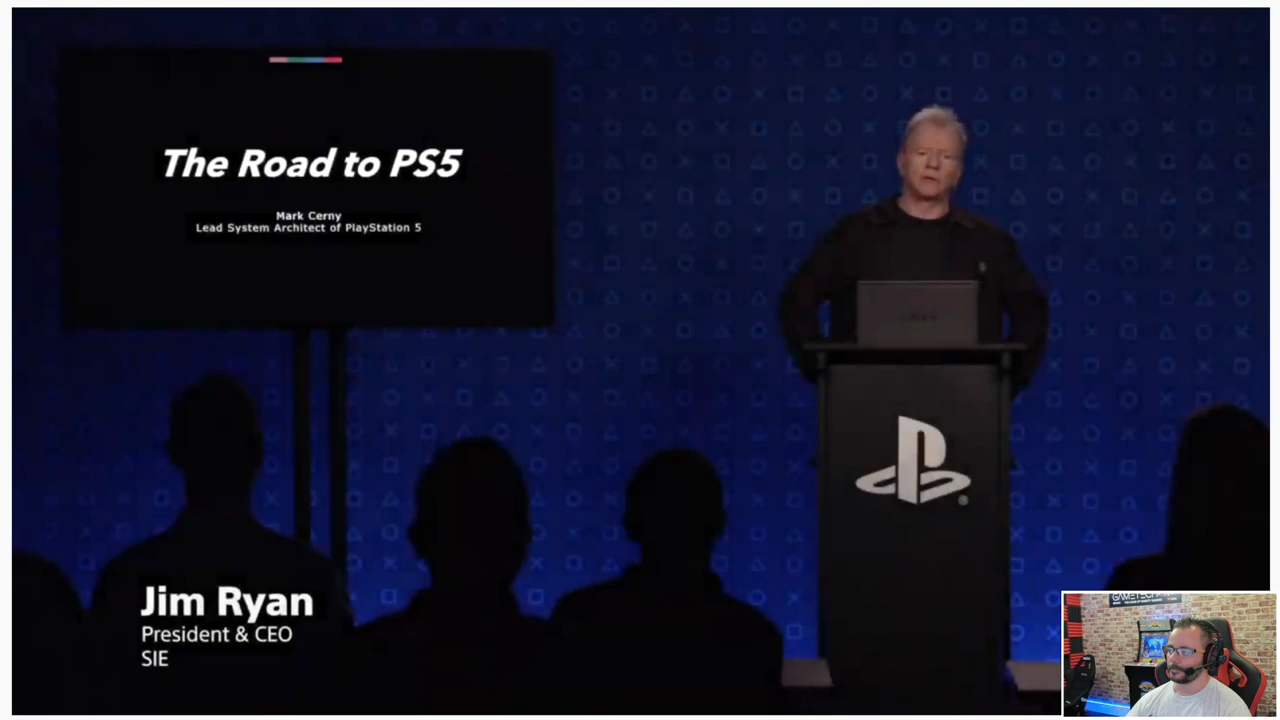 The Road to PS5
Mark Cerny
Lead System Architect of PlayStation 5
Jim Ryan
President & CEO
SIE